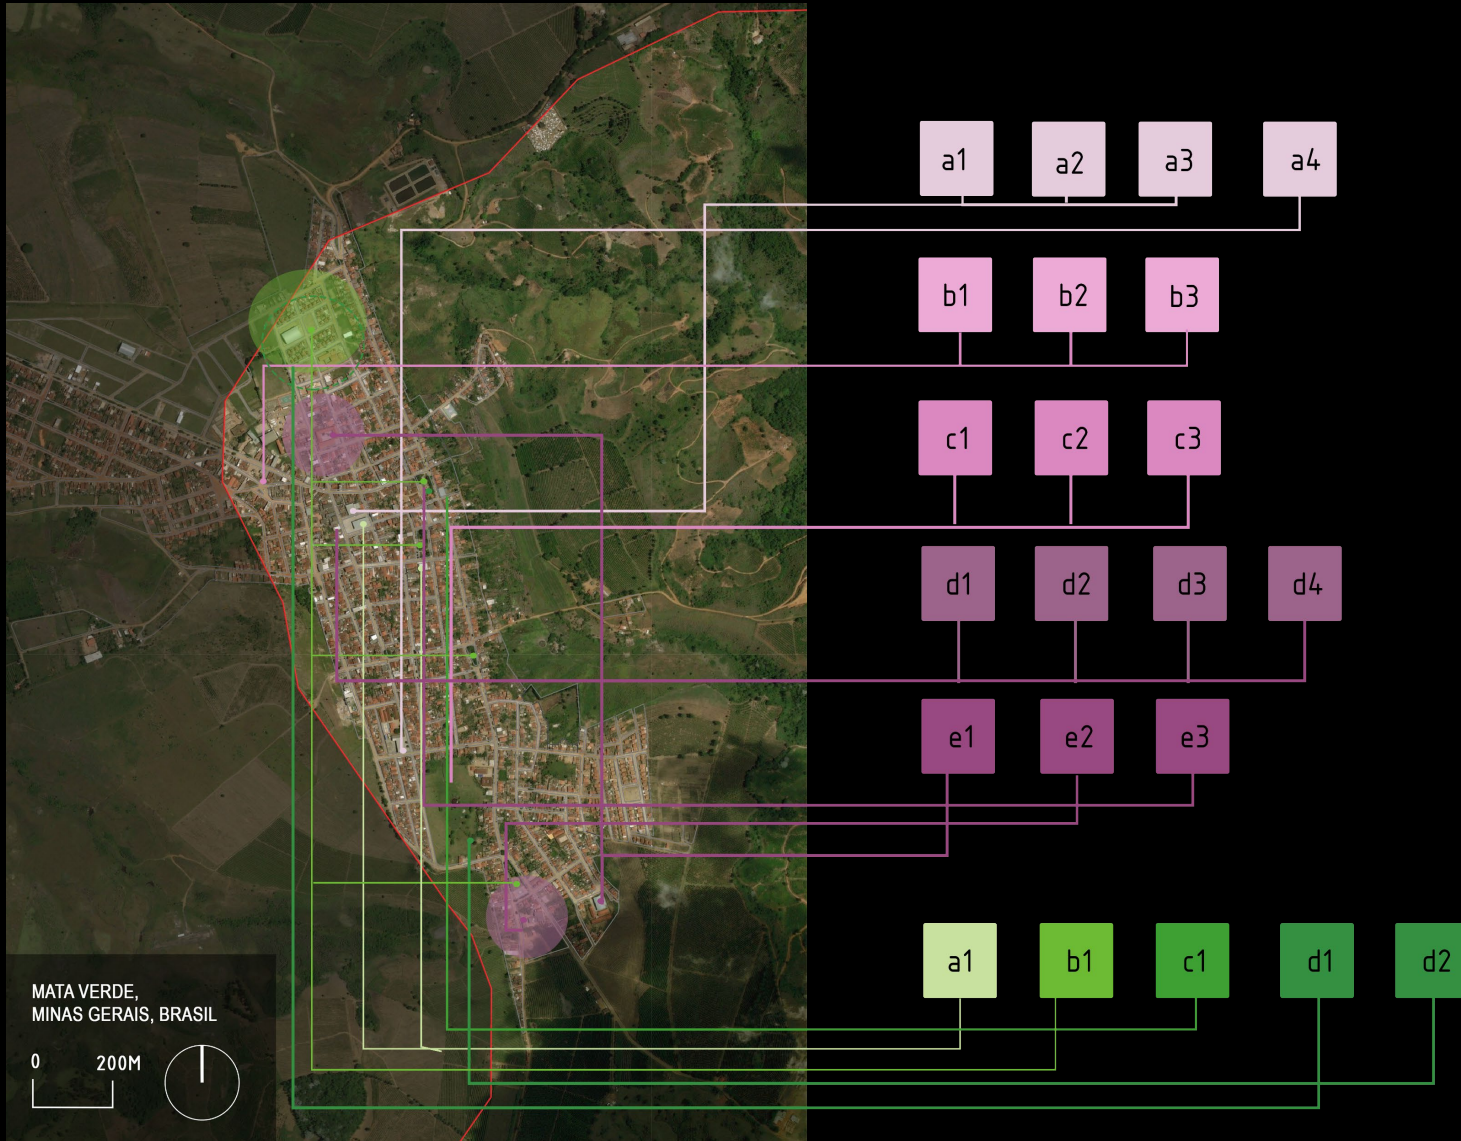 a1 a2 a3 a4
b1 b2 b3
c1 c2 c3
d1 d2 d3 d4
e1 e2 e3
a1 b1 c1 d1 d2
MATA VERDE,
MINAS GERAIS, BRASIL
0 200M